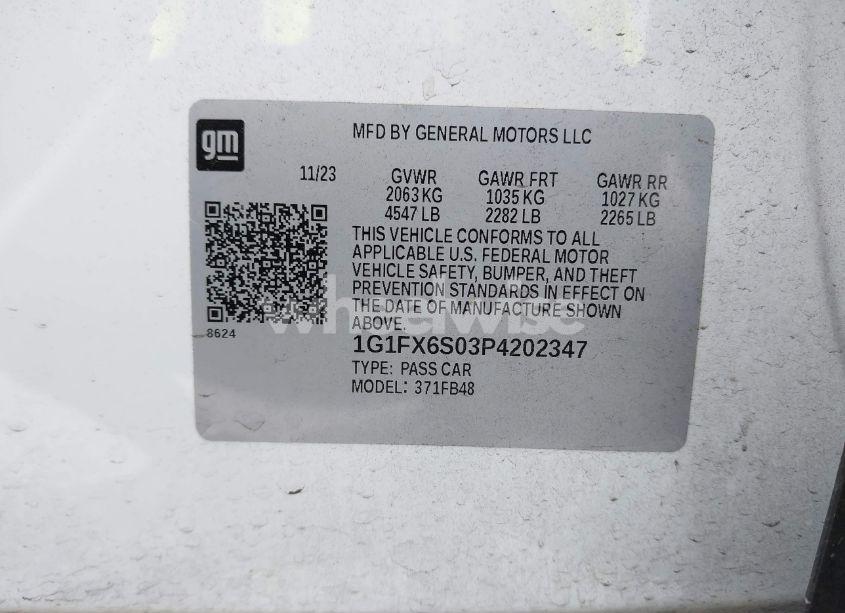 gm
MFD BY GENERAL MOTORS LLC
11/23 GVWR GAWR FRT GAWR RR
2063 KG 1035 KG 1027 KG
4547 LB 2282 LB 2265 LB
THIS VEHICLE CONFORMS TO ALL
APPLICABLE U.S. FEDERAL MOTOR
VEHICLE SAFETY, BUMPER, AND THEFT
PREVENTION STANDARDS IN EFFECT ON
THE DATE OF MANUFACTURE SHOWN
ABOVE.
wheelwise
8624
1G1FX6S03P4202347
TYPE: PASS CAR
MODEL: 371FB48